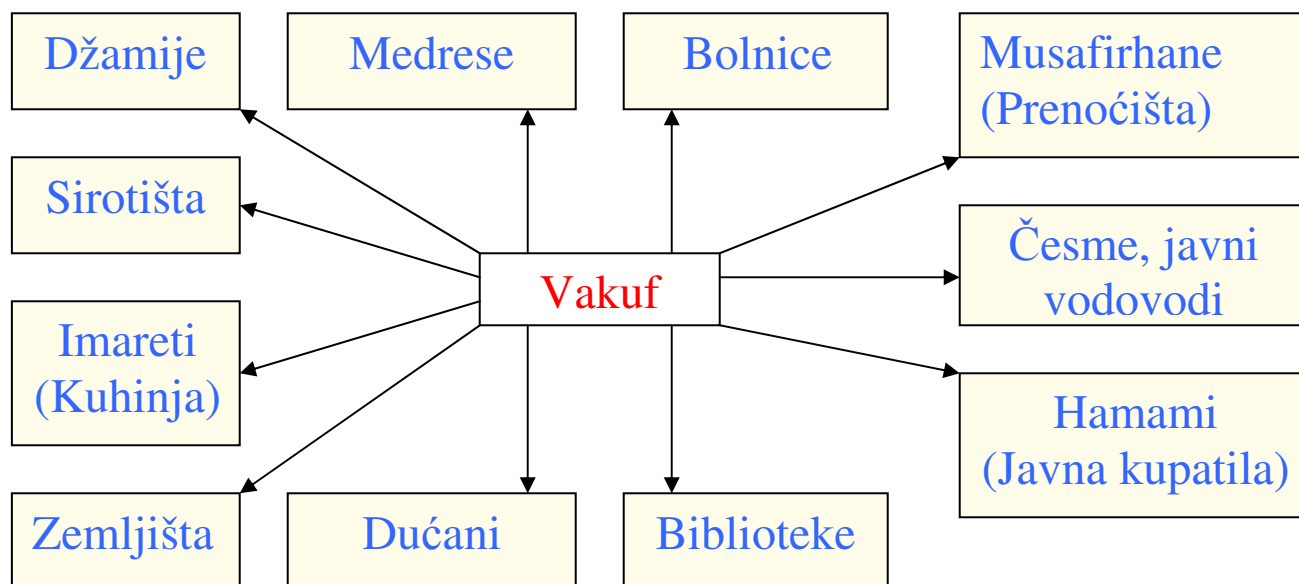 Džamije
Medrese
Bolnice
Musafirhane
(Prenoćišta)
Sirotišta
Česme, javni
vodovodi
Vakuf
Imareti
(Kuhinja)
Hamami
(Javna kupatila)
Zemljišta
Dućani
Biblioteke